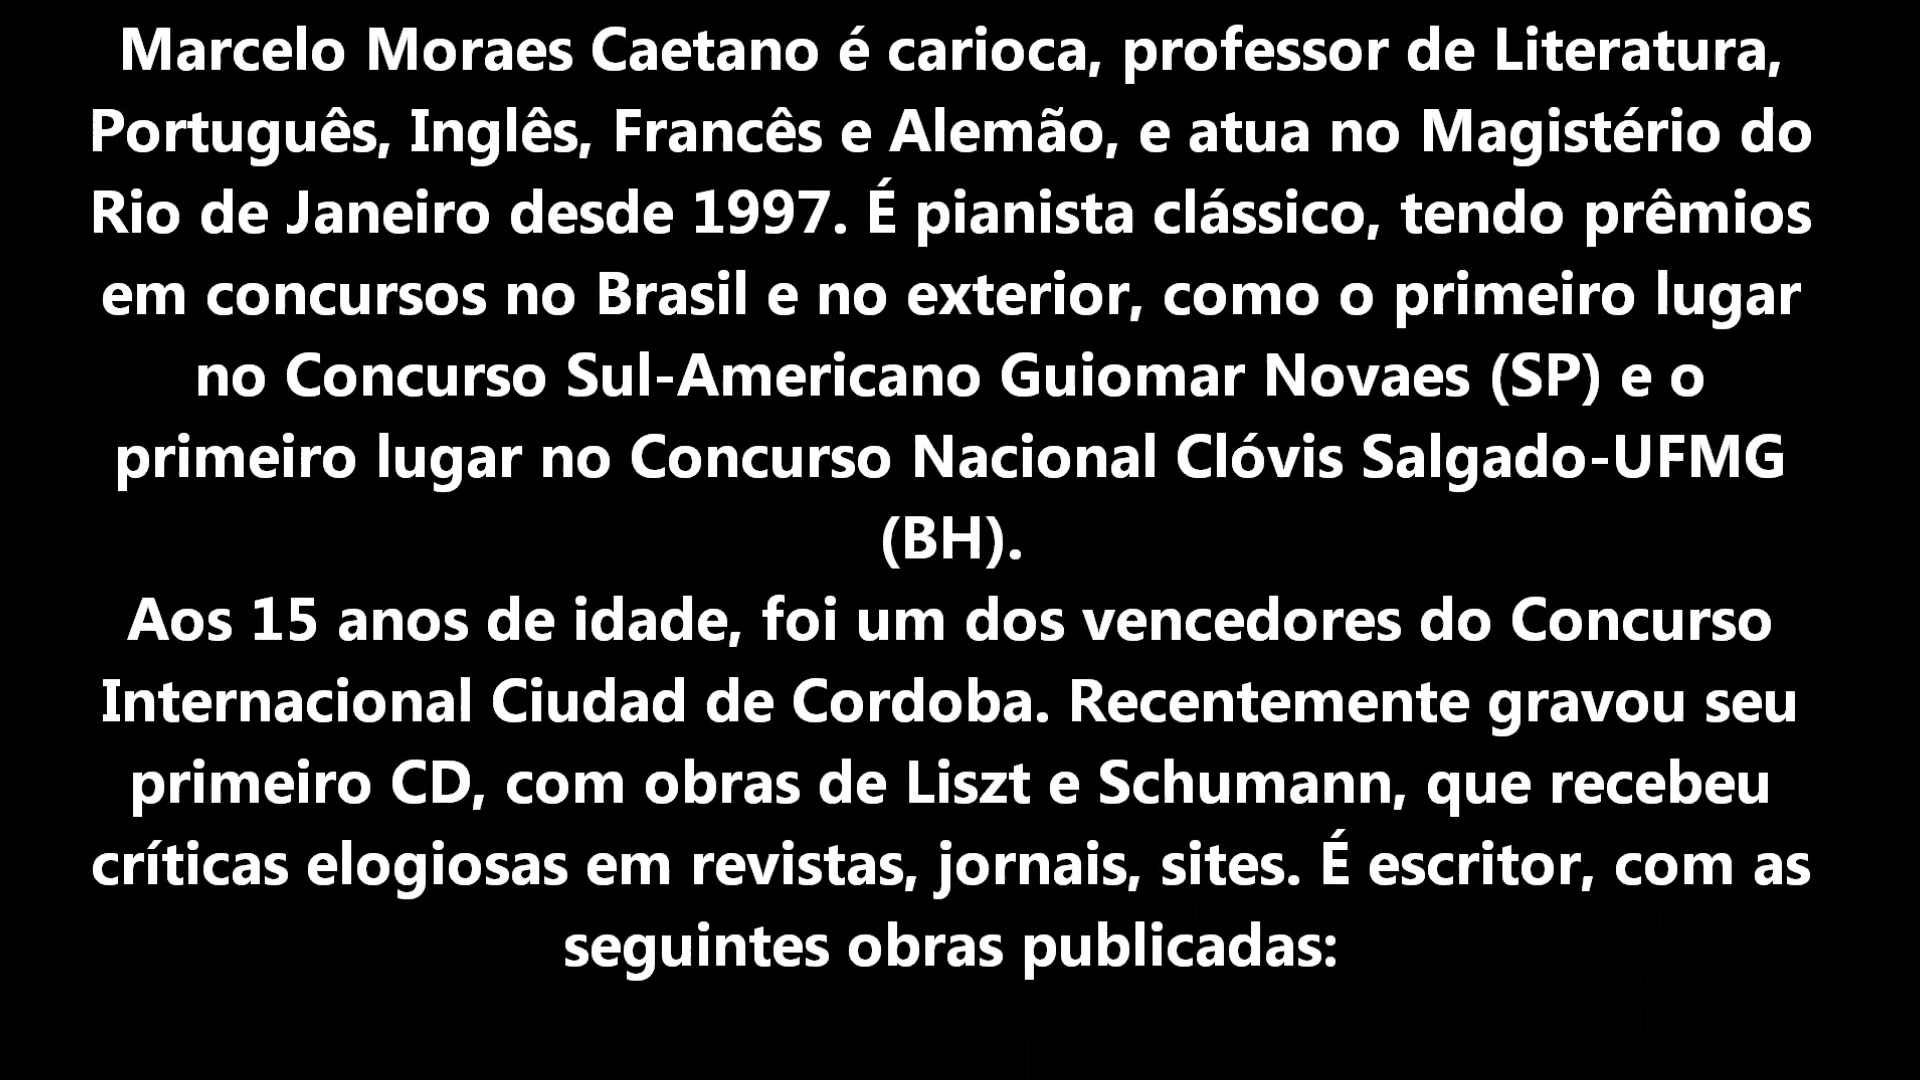 Marcelo Moraes Caetano é carioca, professor de Literatura,
Português, Inglês, Francês e Alemão, e atua no Magistério do
Rio de Janeiro desde 1997. É pianista clássico, tendo prêmios
em concursos no Brasil e no exterior, como o primeiro lugar
no Concurso Sul-Americano Guiomar Novaes (SP) e o
primeiro lugar no Concurso Nacional Clóvis Salgado-UFMG
(BH).
Aos 15 anos de idade, foi um dos vencedores do Concurso
Internacional Ciudad de Cordoba. Recentemente gravou seu
primeiro CD, com obras de Liszt e Schumann, que recebeu
críticas elogiosas em revistas, jornais, sites. É escritor, com as
seguintes obras publicadas: